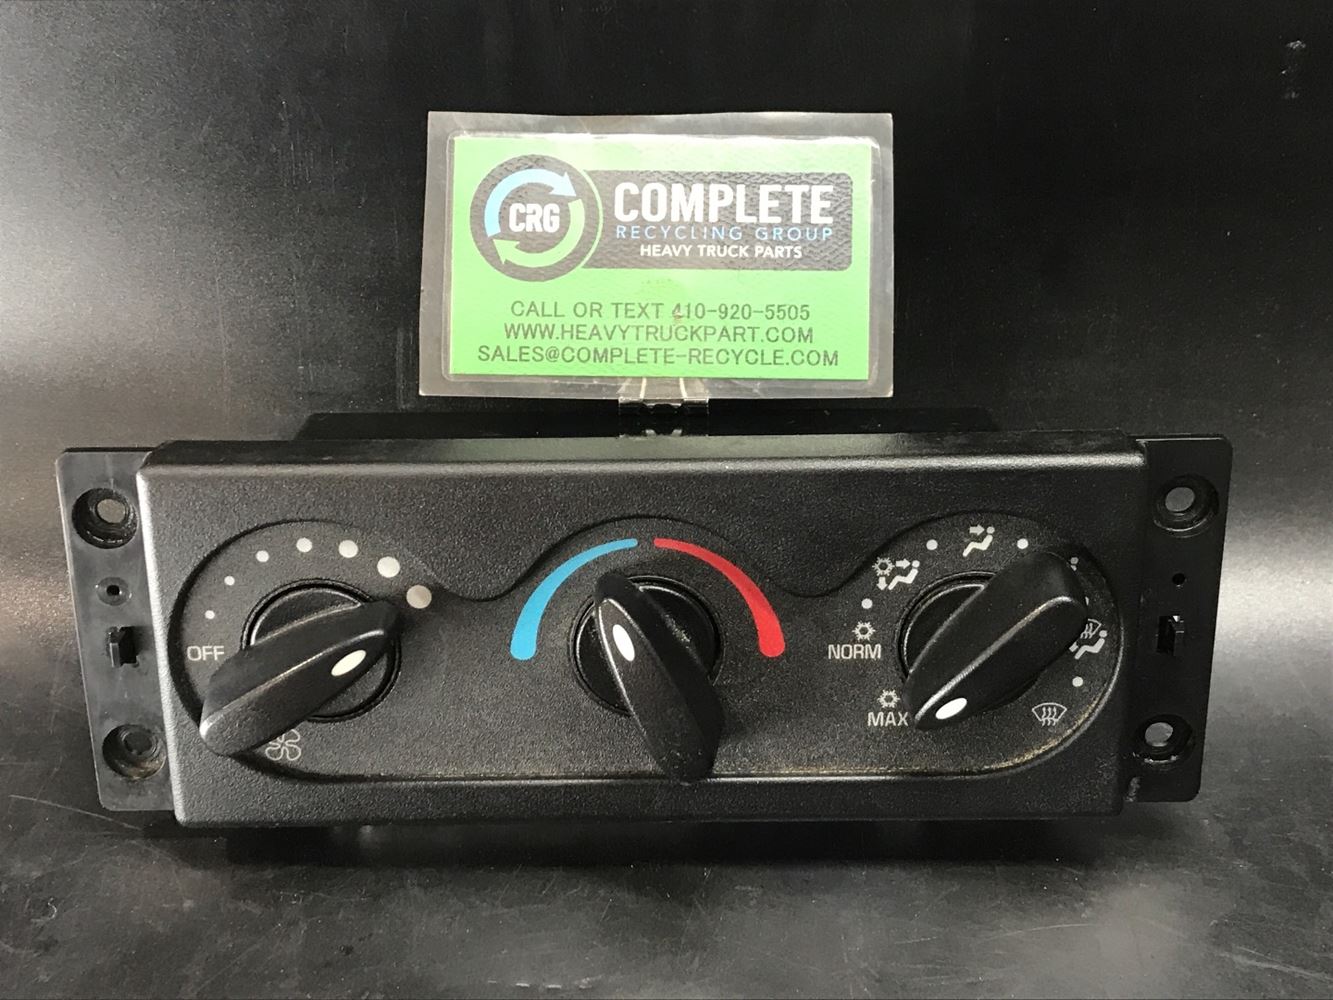 CRG
COMPLETE
RECYCLING GROUP
HEAVY TRUCK PARTS
CALL OR TEXT 410-920-5505
WWW.HEAVYTRUCKPART.COM
SALES@COMPLETE-RECYCLE.COM
OFF
NORM
MAX